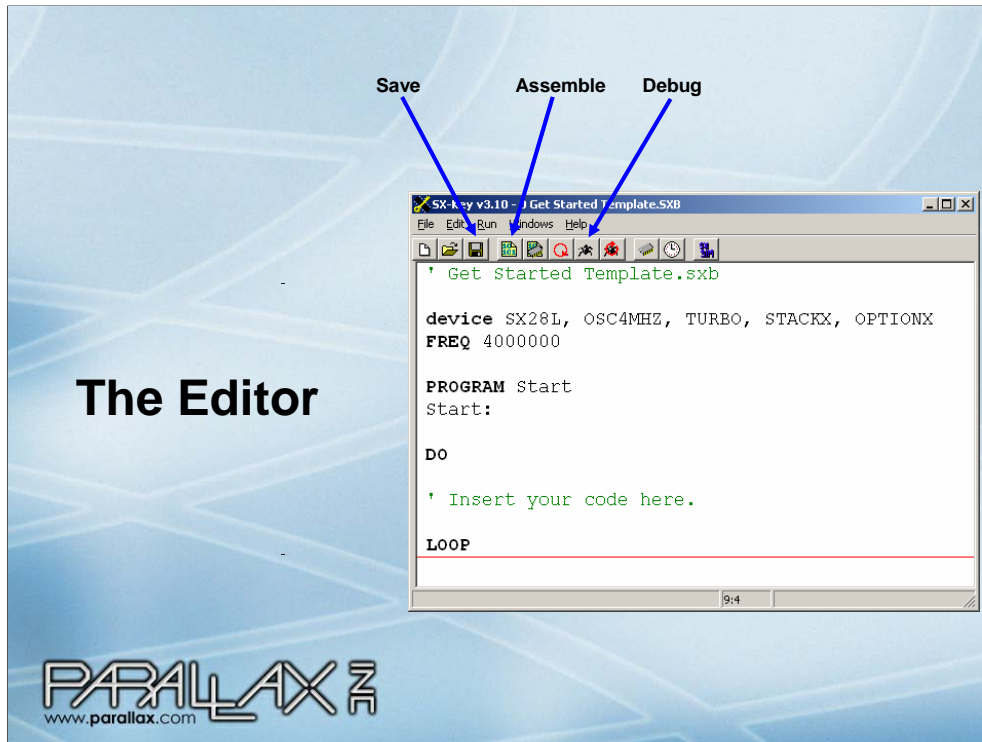 Save Assemble Debug
SX-Key v3.10 - J Get Started Template.SXB
File Edit Run Windows Help
' Get Started Template.sxb
device SX28L, OSC4MHZ, TURBO, STACKX, OPTIONX
FREQ 4000000
PROGRAM Start
Start:
The Editor
DO
' Insert your code here.
LOOP
9:4
PARALLAX INC
www.parallax.com